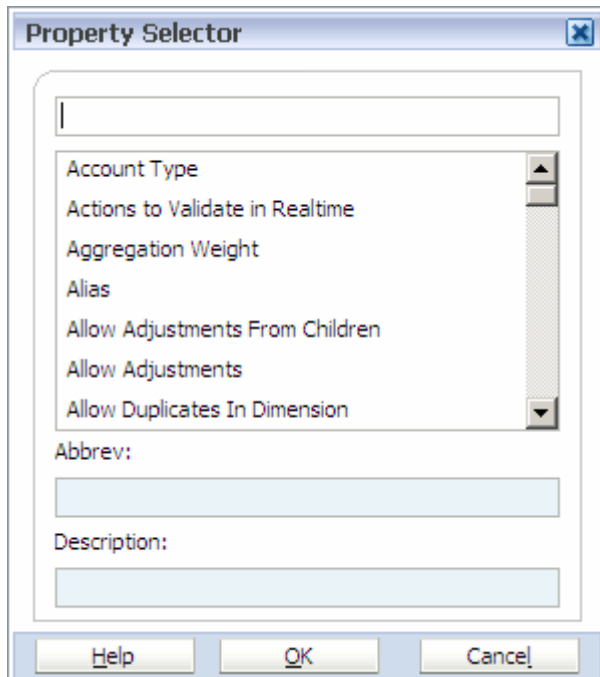 Property Selector
Account Type
Actions to Validate in Realtime
Aggregation Weight
Alias
Allow Adjustments From Children
Allow Adjustments
Allow Duplicates In Dimension
Abbrev:
Description:
Help OK Cancel